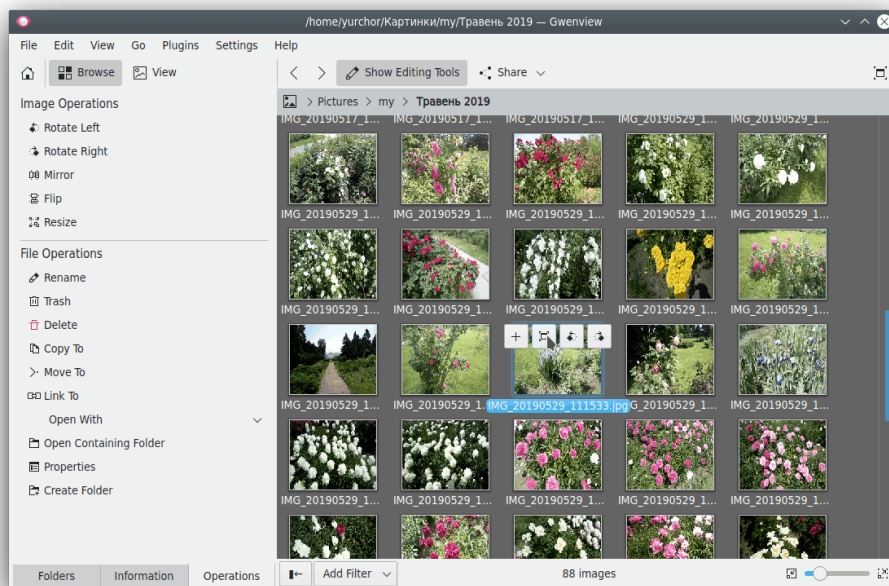 /home/yurchor/Картинки/my/Травень 2019 — Gwenview
File Edit View Go Plugins Settings Help
Browse View Show Editing Tools Share
Pictures > my > Травень 2019
Image Operations
Rotate Left
Rotate Right
Mirror
Flip
Resize
File Operations
Rename
Trash
Delete
Copy To
Move To
Link To
Open With
Open Containing Folder
Properties
Create Folder
IMG_20190517_1... IMG_20190517_1... IMG_20190517_1... IMG_20190529_1... IMG_20190529_1...
IMG_20190529_1... IMG_20190529_1... IMG_20190529_1... IMG_20190529_1... IMG_20190529_1...
IMG_20190529_1... IMG_20190529_1... IMG_20190529_1... IMG_20190529_1... IMG_20190529_1...
IMG_20190529_1... IMG_20190529_1... IMG_20190529_111533.jpg G_20190529_1... IMG_20190529_1...
IMG_20190529_1... IMG_20190529_1... IMG_20190529_1... IMG_20190529_1... IMG_20190529_1...
Folders Information Operations Add Filter 88 images